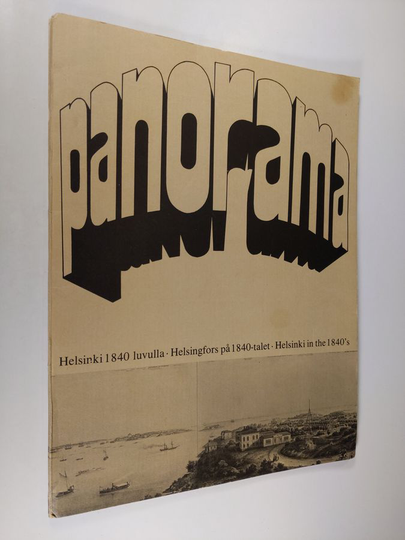 panorama
Helsinki 1840 luvulla · Helsingfors på 1840-talet · Helsinki in the 1840's